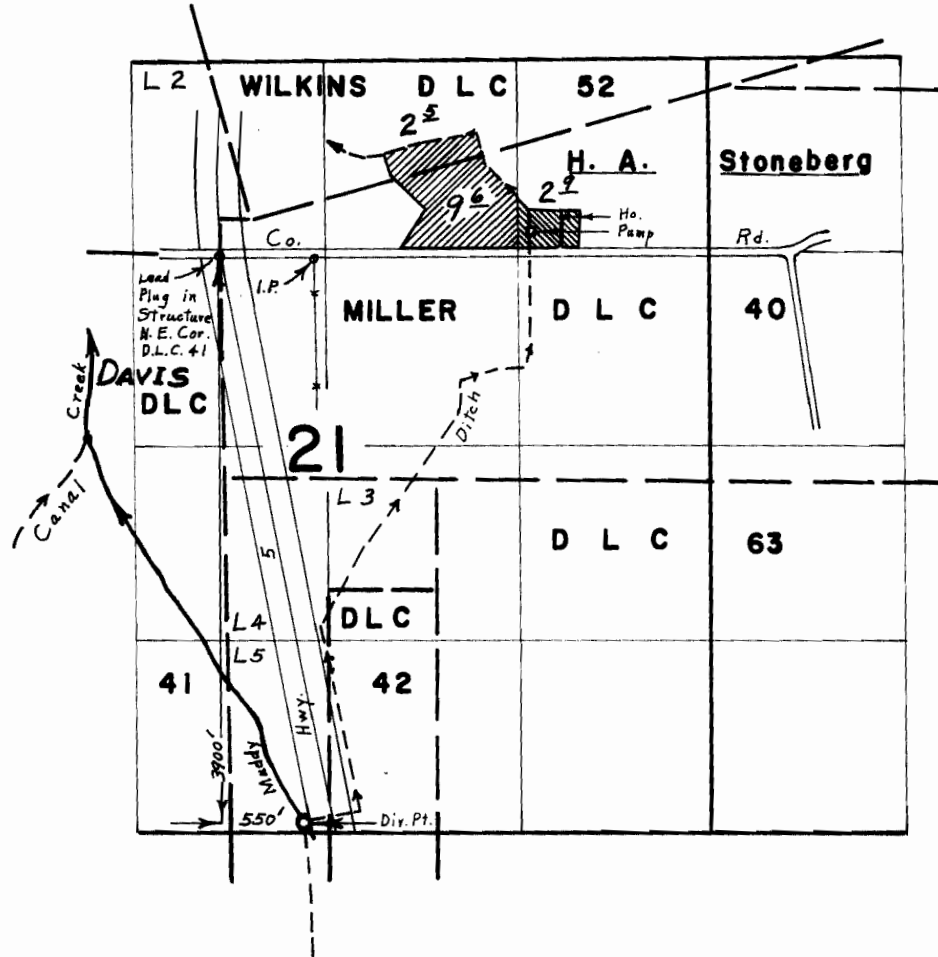 L 2 WILKINS D L C 52
2 5
H. A. Stoneberg
9 6
2 9
Ho.
Pump
Co. Rd.
Lead
Plug in
Structure
N. E. Cor.
D.L.C. 41
I.P.
MILLER D L C 40
DAVIS
DLC
Creek
Canal
Ditch
21
L 3
5
D L C 63
L4
DLC
L5
41
42
Hwy.
Muddy
3900'
550'
Div. Pt.